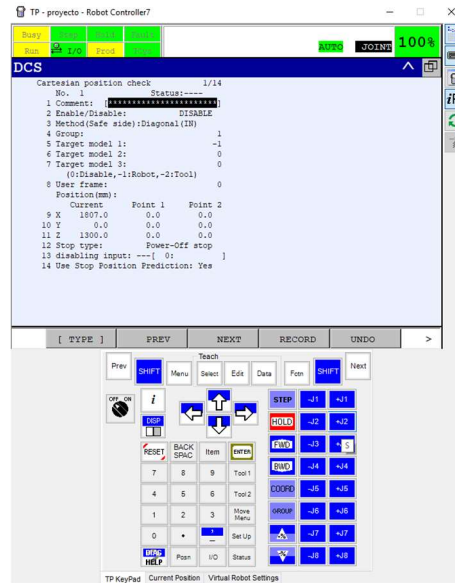 TP - proyecto - Robot Controller7
Busy Step Hold Fault
Run I/O Prod TCyc
AUTO JOINT 100%
DCS
Cartesian position check 1/14
No. 1 Status:----
1 Comment: [**********************]
2 Enable/Disable: DISABLE
3 Method(Safe side):Diagonal(IN)
4 Group: 1
5 Target model 1: -1
6 Target model 2: 0
7 Target model 3: 0
(0:Disable,-1:Robot,-2:Tool)
8 User frame: 0
Position(mm):
Current Point 1 Point 2
9 X 1807.0 0.0 0.0
10 Y 0.0 0.0 0.0
11 Z 1300.0 0.0 0.0
12 Stop type: Power-Off stop
13 disabling input: ---[ 0: ]
14 Use Stop Position Prediction: Yes
[ TYPE ] PREV NEXT RECORD UNDO >
Teach
Prev SHIFT Menu Select Edit Data Fctn SHIFT Next
OFF ON i STEP -J1 +J1
DISP HOLD -J2 +J2
RESET BACK SPAC Item ENTER FWD -J3 +J S
7 8 9 Tool 1 BWD -J4 +J4
4 5 6 Tool 2 COORD -J5 +J5
1 2 3 Move Menu GROUP -J6 +J6
0 . , — Set Up -J7 +J7
DIAG HELP Posn I/O Status -J8 +J8
TP KeyPad Current Position Virtual Robot Settings